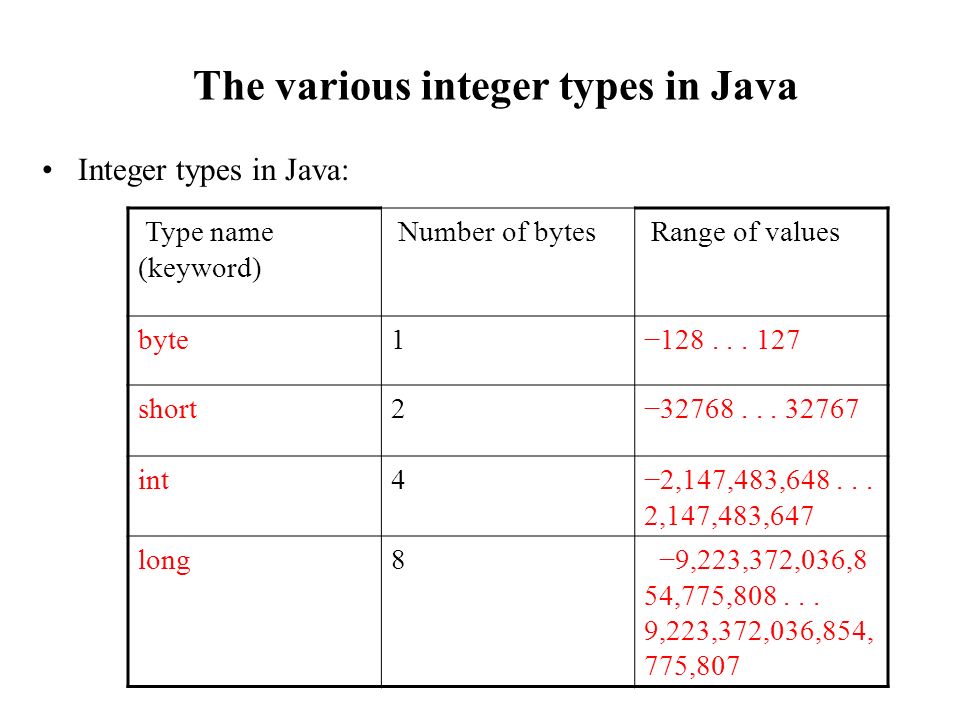 The various integer types in Java
• Integer types in Java:
Type name
(keyword)
Number of bytes
Range of values
byte
1
−128 . . . 127
short
2
−32768 . . . 32767
int
4
−2,147,483,648 . . .
2,147,483,647
long
8
−9,223,372,036,8
54,775,808 . . .
9,223,372,036,854,
775,807